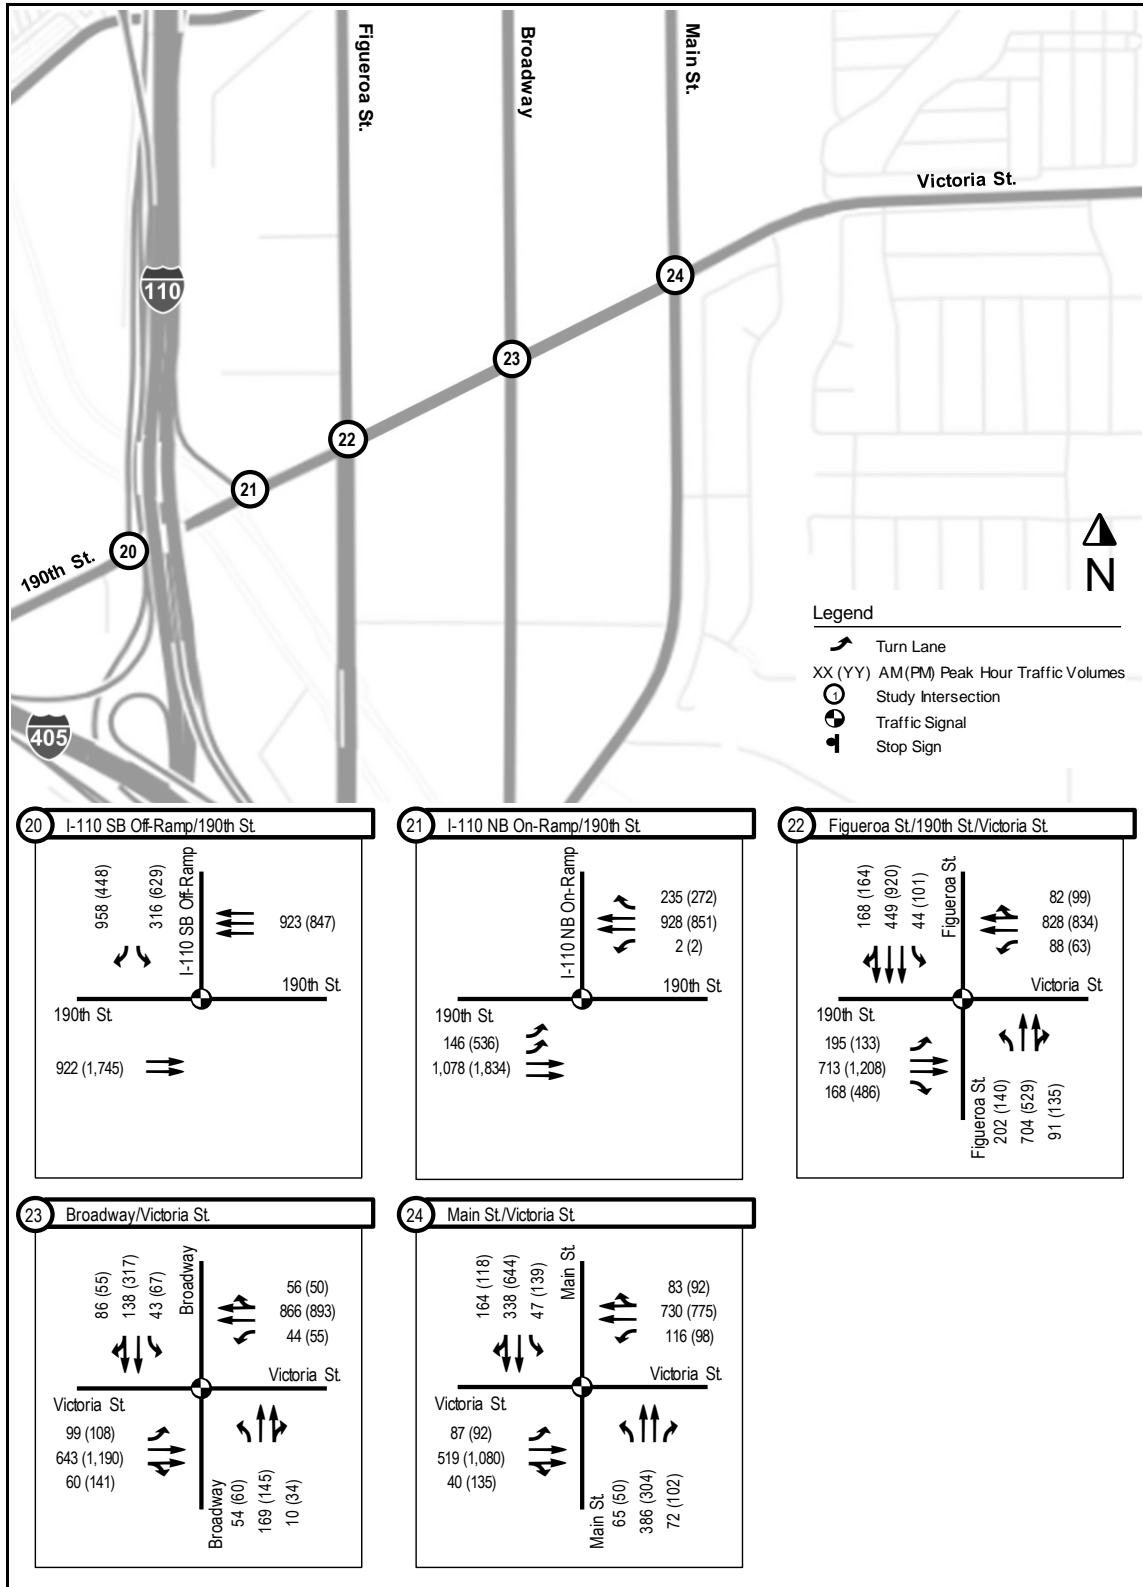 Figueroa St.
Broadway
Main St.
Victoria St.
110
24
23
22
21
20
190th St.
405
N
Legend
Turn Lane
XX (YY) AM(PM) Peak Hour Traffic Volumes
1 Study Intersection
Traffic Signal
Stop Sign
20 I-110 SB Off-Ramp/190th St.
958 (448)
316 (629)
I-110 SB Off-Ramp
923 (847)
190th St.
190th St.
922 (1,745)
21 I-110 NB On-Ramp/190th St.
I-110 NB On-Ramp
235 (272)
928 (851)
2 (2)
190th St.
190th St.
146 (536)
1,078 (1,834)
22 Figueroa St./190th St./Victoria St.
168 (164)
449 (920)
44 (101)
Figueroa St.
82 (99)
828 (834)
88 (63)
Victoria St.
190th St.
195 (133)
713 (1,208)
168 (486)
Figueroa St.
202 (140)
704 (529)
91 (135)
23 Broadway/Victoria St.
86 (55)
138 (317)
43 (67)
Broadway
56 (50)
866 (893)
44 (55)
Victoria St.
Victoria St.
99 (108)
643 (1,190)
60 (141)
Broadway
54 (60)
169 (145)
10 (34)
24 Main St./Victoria St.
164 (118)
338 (644)
47 (139)
Main St.
83 (92)
730 (775)
116 (98)
Victoria St.
Victoria St.
87 (92)
519 (1,080)
40 (135)
Main St.
65 (50)
386 (304)
72 (102)